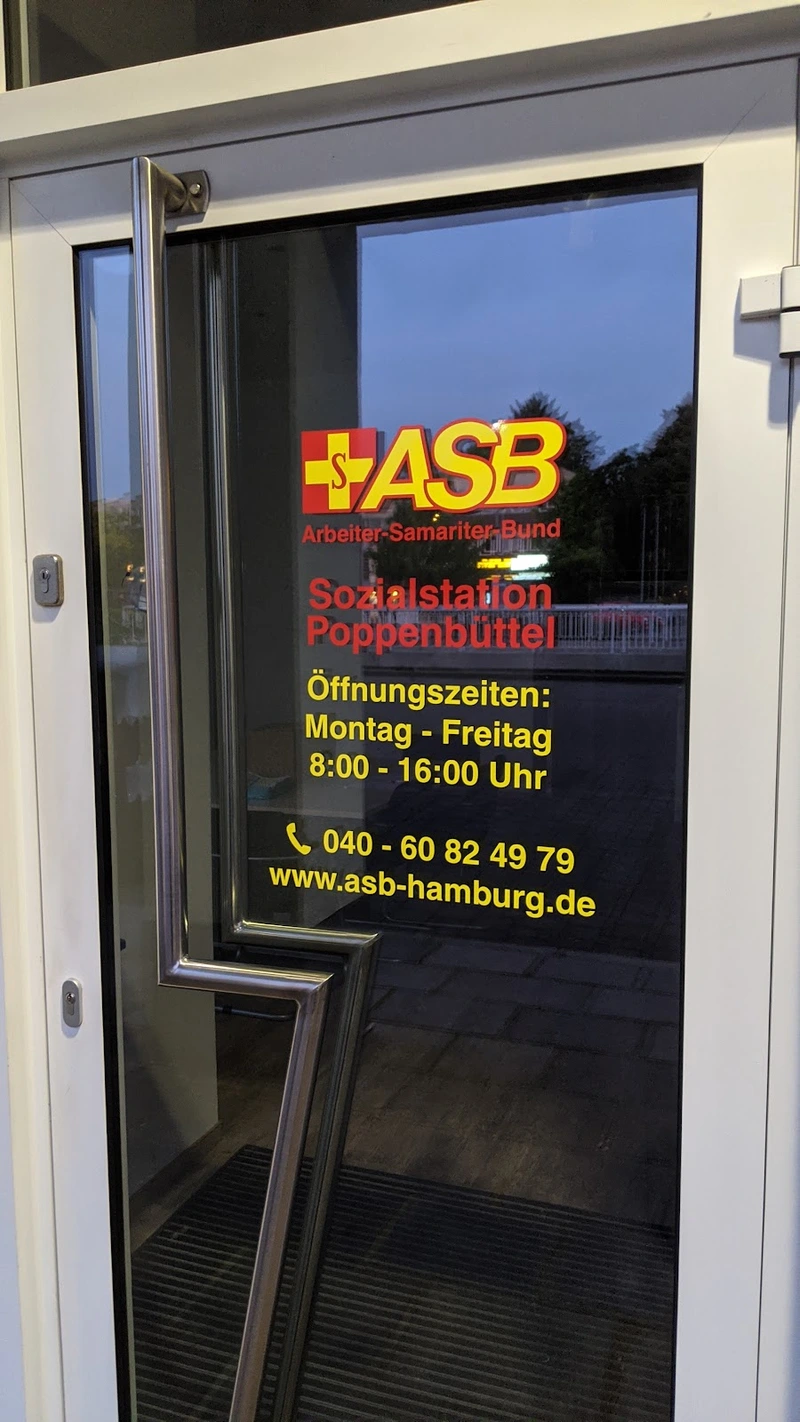 S ASB
Arbeiter-Samariter-Bund
Sozialstation
Poppenbüttel
Öffnungszeiten:
Montag - Freitag
8:00 - 16:00 Uhr
040 - 60 82 49 79
www.asb-hamburg.de